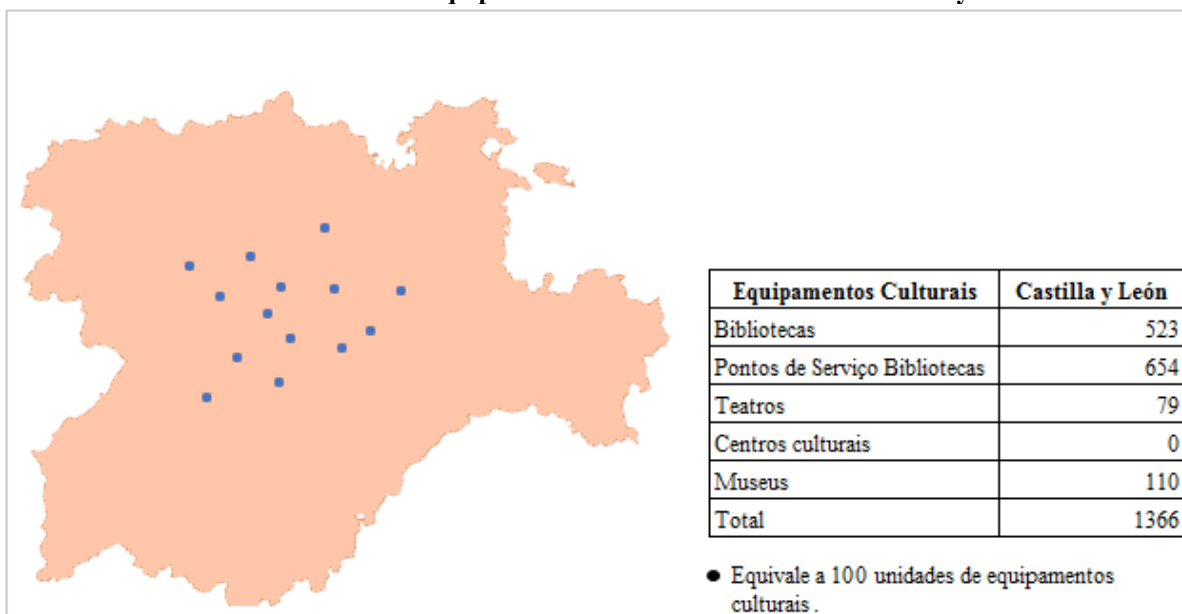 Equipamentos Culturais Castilla y León
Bibliotecas 523
Pontos de Serviço Bibliotecas 654
Teatros 79
Centros culturais 0
Museus 110
Total 1366
● Equivale a 100 unidades de equipamentos
culturais.